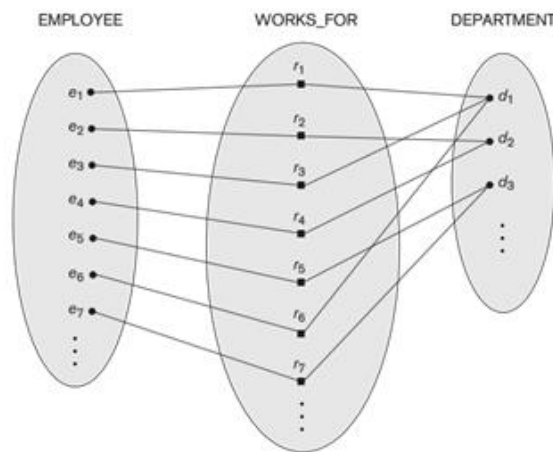 EMPLOYEE WORKS_FOR DEPARTMENT
e1
e2
e3
e4
e5
e6
e7
r1
r2
r3
r4
r5
r6
r7
d1
d2
d3